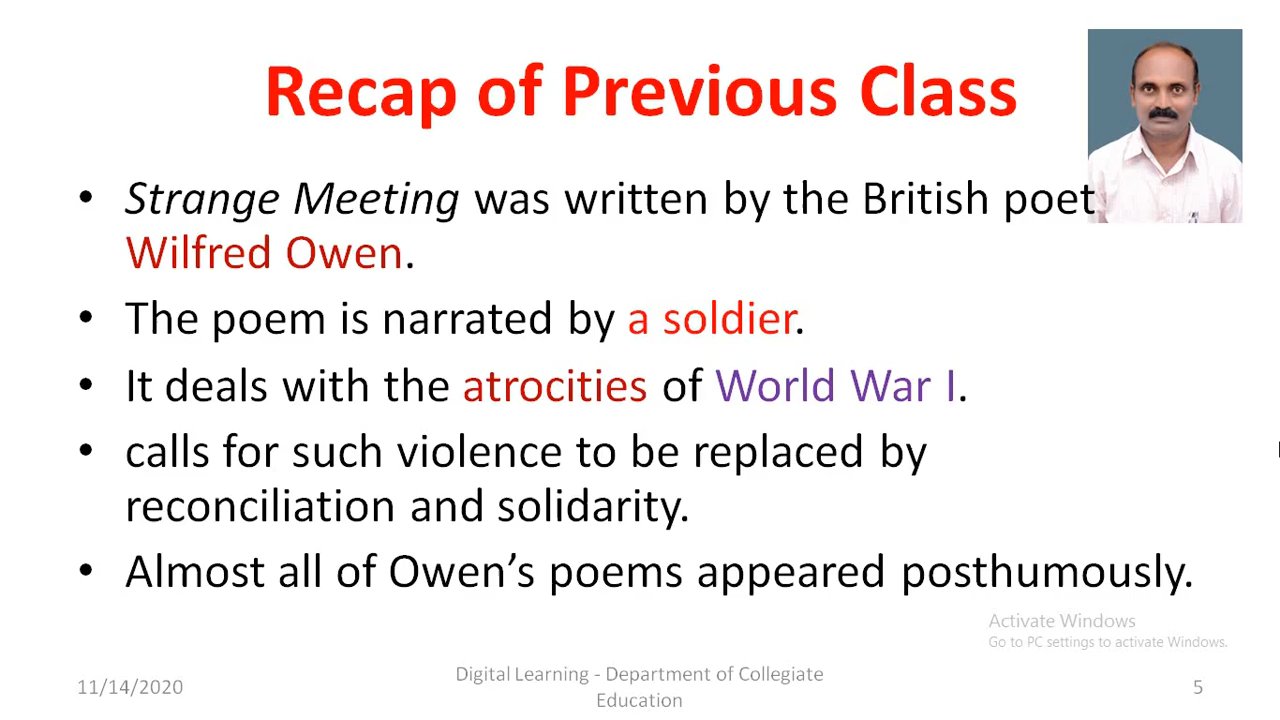 Recap of Previous Class
• Strange Meeting was written by the British poet
Wilfred Owen.
• The poem is narrated by a soldier.
• It deals with the atrocities of World War I.
• calls for such violence to be replaced by
reconciliation and solidarity.
• Almost all of Owen’s poems appeared posthumously.
Activate Windows
Go to PC settings to activate Windows.
11/14/2020
Digital Learning - Department of Collegiate
Education
5